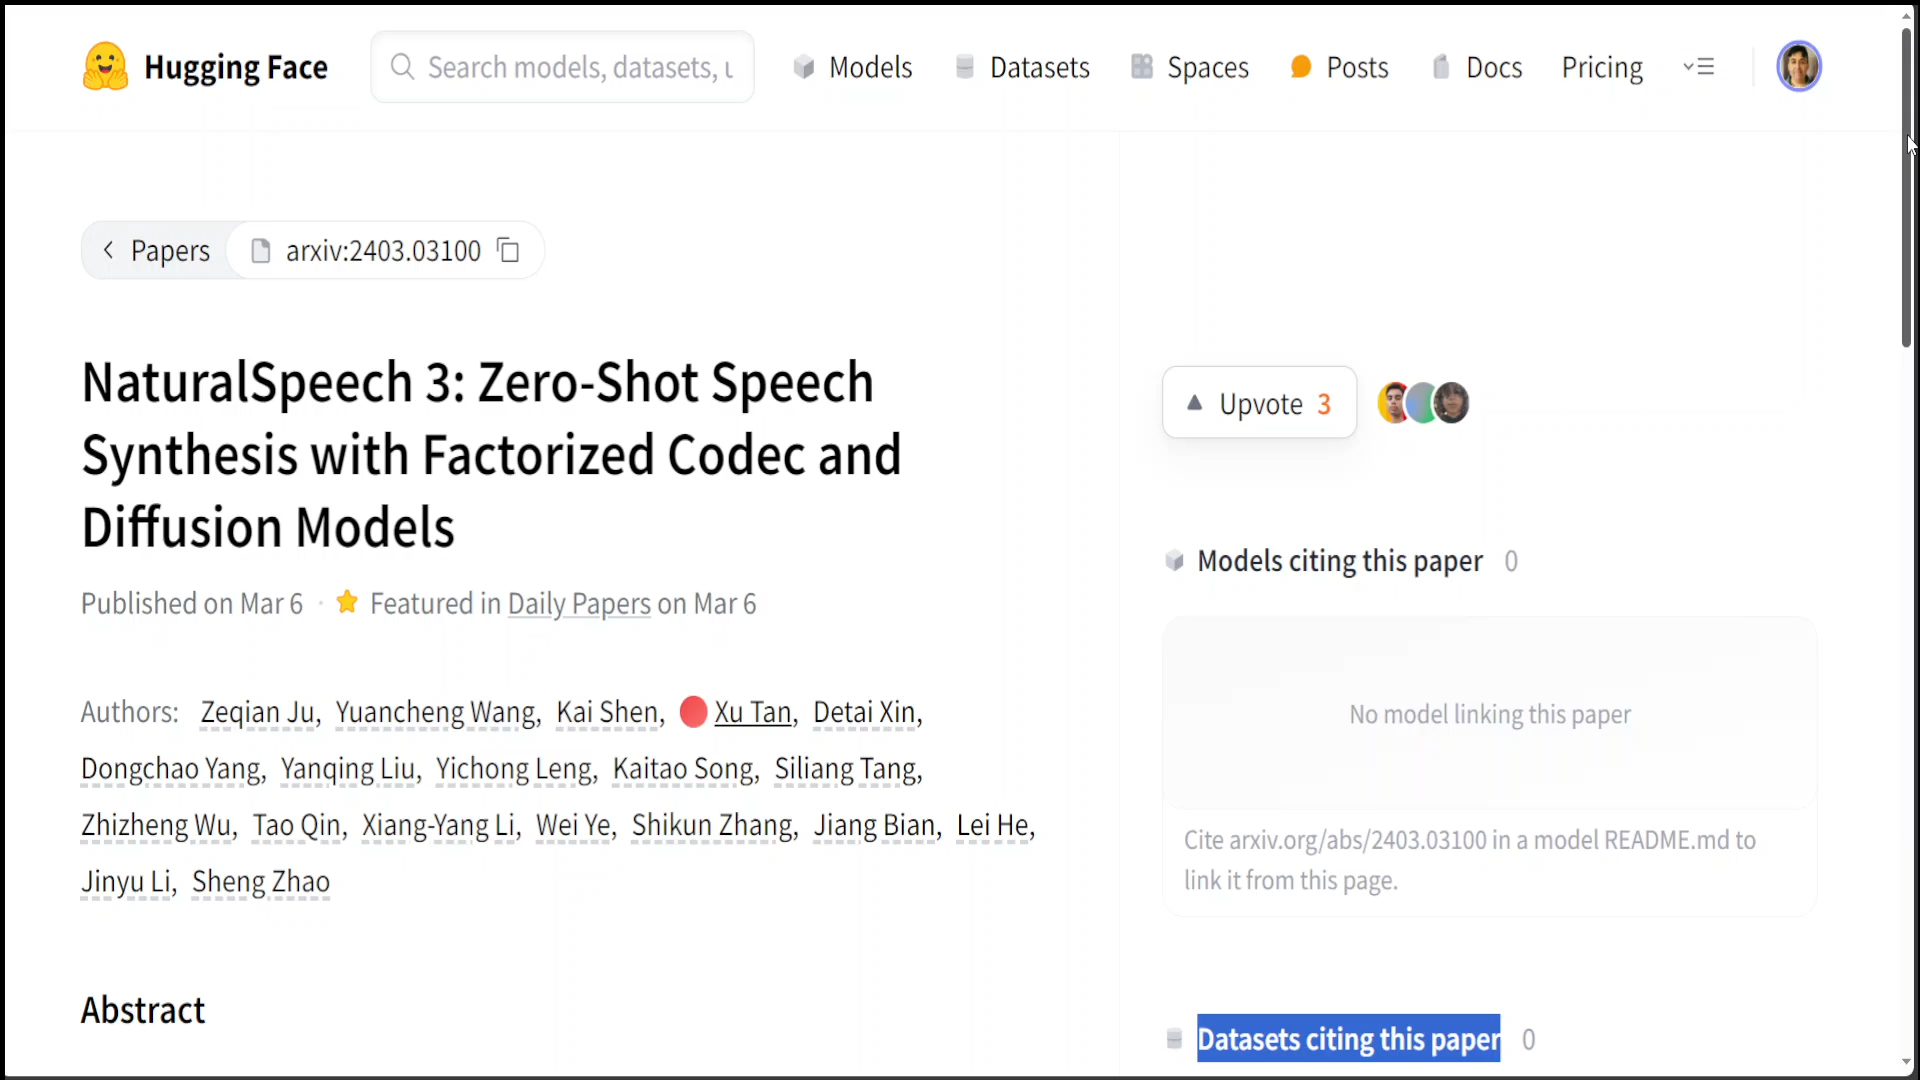 Hugging Face
Search models, datasets, u
Models
Datasets
Spaces
Posts
Docs
Pricing
Papers
arxiv:2403.03100
NaturalSpeech 3: Zero-Shot Speech
Synthesis with Factorized Codec and
Diffusion Models
Published on Mar 6 · Featured in Daily Papers on Mar 6
Authors: Zeqian Ju, Yuancheng Wang, Kai Shen, Xu Tan, Detai Xin,
Dongchao Yang, Yanqing Liu, Yichong Leng, Kaitao Song, Siliang Tang,
Zhizheng Wu, Tao Qin, Xiang-Yang Li, Wei Ye, Shikun Zhang, Jiang Bian, Lei He,
Jinyu Li, Sheng Zhao
Abstract
Upvote 3
Models citing this paper 0
No model linking this paper
Cite arxiv.org/abs/2403.03100 in a model README.md to
link it from this page.
Datasets citing this paper 0